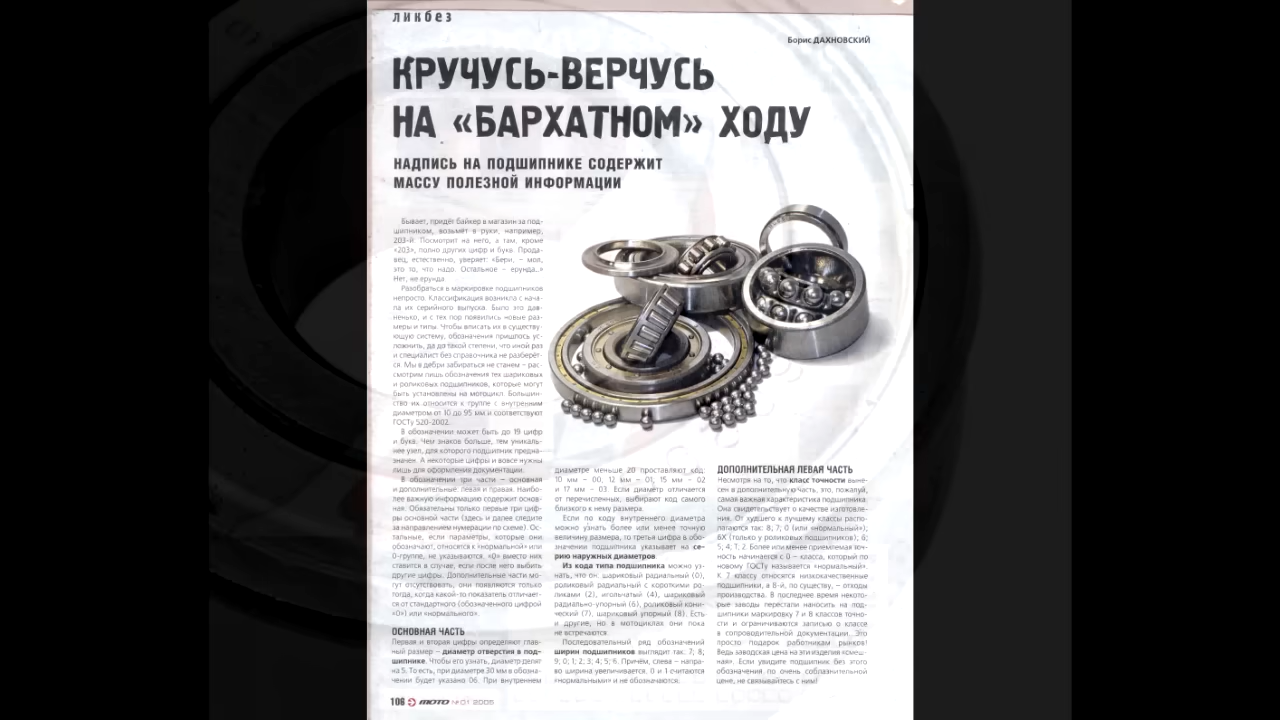 ликбез
Борис ДАХНОВСКИЙ
КРУЧУСЬ-ВЕРЧУСЬ
НА «БАРХАТНОМ» ХОДУ
НАДПИСЬ НА ПОДШИПНИКЕ СОДЕРЖИТ
МАССУ ПОЛЕЗНОЙ ИНФОРМАЦИИ
Бывает, придёт байкер в магазин за под-
шипником, возьмёт в руки, например,
203-й. Посмотрит на него, а там, кроме
«203», полно других цифр и букв. Прода-
вец, естественно, уверяет: «Бери, – мол,
это то, что надо. Остальное – ерунда...»
Нет, не ерунда.
Разобраться в маркировке подшипников
непросто. Классификация возникла с нача-
ла их серийного выпуска. Было это дав-
ненько, и с тех пор появились новые раз-
меры и типы. Чтобы вписать их в существу-
ющую систему, обозначения пришлось ус-
ложнить, да до такой степени, что иной раз
и специалист без справочника не разберёт-
ся. Мы в дебри забираться не станем – рас-
смотрим лишь обозначения тех шариковых
и роликовых подшипников, которые могут
быть установлены на мотоцикл. Большин-
ство их относится к группе с внутренним
диаметром от 10 до 95 мм и соответствуют
ГОСТу 520-2002.
В обозначении может быть до 19 цифр
и букв. Чем знаков больше, тем уникаль-
нее узел, для которого подшипник предна-
значен. А некоторые цифры и вовсе нужны
лишь для оформления документации.
В обозначении три части – основная
и дополнительные: левая и правая. Наибо-
лее важную информацию содержит основ-
ная. Обязательны только первые три циф-
ры основной части (здесь и далее следите
за направлением нумерации по схеме). Ос-
тальные, если параметры, которые они
обозначают, относятся к «нормальной» или
0-группе, не указываются. «0» вместо них
ставится в случае, если после него выбить
другие цифры. Дополнительные части мо-
гут отсутствовать, они появляются только
тогда, когда какой-то показатель отличает-
ся от стандартного (обозначенного цифрой
«0») или «нормального».
ОСНОВНАЯ ЧАСТЬ
Первая и вторая цифры определяют глав-
ный размер – диаметр отверстия в под-
шипнике. Чтобы его узнать, диаметр делят
на 5. То есть, при диаметре 30 мм в обозна-
чении будет указано 06. При внутреннем
диаметре меньше 20 проставляют код:
10 мм – 00, 12 мм – 01, 15 мм – 02
и 17 мм – 03. Если диаметр отличается
от перечисленных, выбирают код самого
близкого к нему размера.
Если по коду внутреннего диаметра
можно узнать более или менее точную
величину размера, то третья цифра в обо-
значении подшипника указывает на се-
рию наружных диаметров.
Из кода типа подшипника можно уз-
нать, что он: шариковый радиальный (0),
роликовый радиальный с короткими ро-
ликами (2), игольчатый (4), шариковый
радиально-упорный (6), роликовый кони-
ческий (7), шариковый упорный (8). Есть
и другие, но в мотоциклах они пока
не встречаются.
Последовательный ряд обозначений
ширин подшипников выглядит так: 7; 8;
9; 0; 1; 2; 3; 4; 5; 6. Причём, слева – напра-
во ширина увеличивается. 0 и 1 считаются
«нормальными» и не обозначаются.
ДОПОЛНИТЕЛЬНАЯ ЛЕВАЯ ЧАСТЬ
Несмотря на то, что класс точности выне-
сен в дополнительную часть, это, пожалуй,
самая важная характеристика подшипника.
Она свидетельствует о качестве изготовле-
ния. От худшего к лучшему классы распо-
лагаются так: 8; 7; 0 (или «нормальный»);
6Х (только у роликовых подшипников); 6;
5; 4; Т; 2. Более или менее приемлемая точ-
ность начинается с 0 – класса, который по
новому ГОСТу называется «нормальный».
К 7 классу относятся низкокачественные
подшипники, а 8-й, по существу, – отходы
производства. В последнее время некото-
рые заводы перестали наносить на под-
шипники маркировку 7 и 8 классов точнос-
ти и ограничиваются записью о классе
в сопроводительной документации. Это
просто подарок работникам рынков!
Ведь заводская цена на эти изделия «смеш-
ная». Если увидите подшипник без этого
обозначения по очень соблазнительной
цене, не связывайтесь с ним!
106 МОТО №01 2005